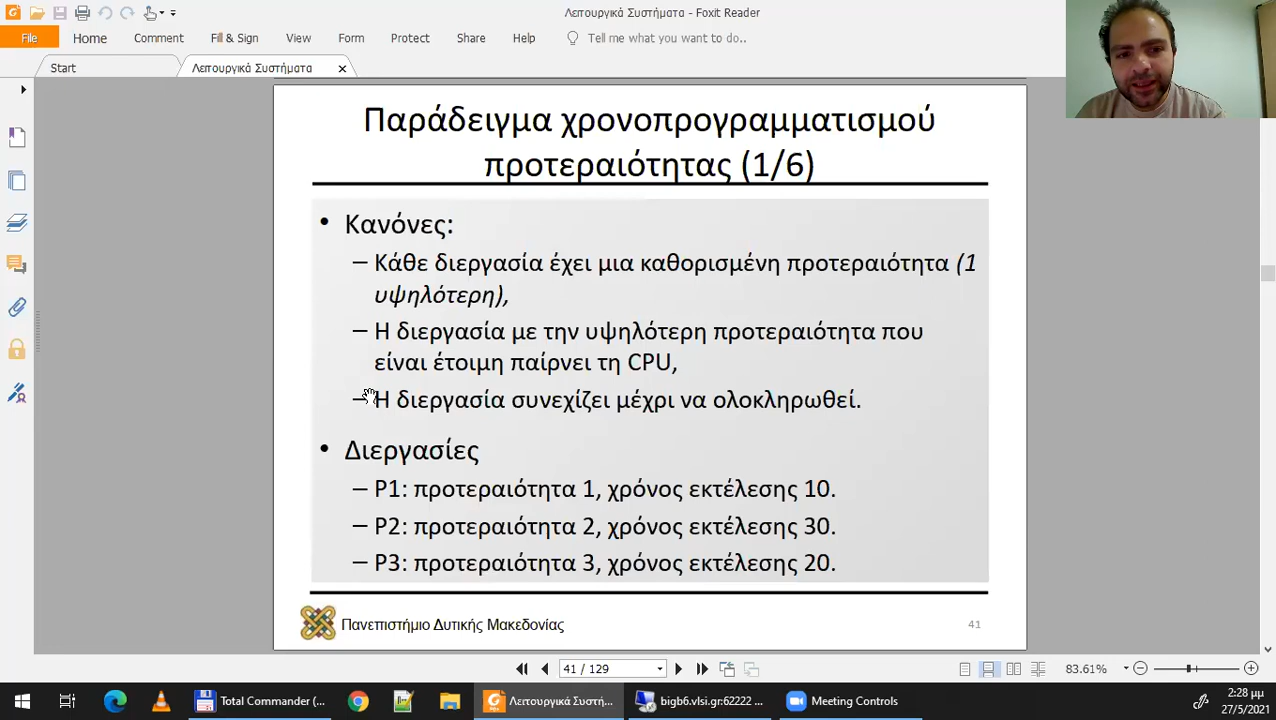 Λειτουργικά Συστήματα - Foxit Reader
File Home Comment Fill & Sign View Form Protect Share Help Tell me what you want to do..
Start Λειτουργικά Συστήματα
Παράδειγμα χρονοπρογραμματισμού
προτεραιότητας (1/6)
• Κανόνες:
– Κάθε διεργασία έχει μια καθορισμένη προτεραιότητα (1
υψηλότερη),
– Η διεργασία με την υψηλότερη προτεραιότητα που
είναι έτοιμη παίρνει τη CPU,
– Η διεργασία συνεχίζει μέχρι να ολοκληρωθεί.
• Διεργασίες
– P1: προτεραιότητα 1, χρόνος εκτέλεσης 10.
– P2: προτεραιότητα 2, χρόνος εκτέλεσης 30.
– P3: προτεραιότητα 3, χρόνος εκτέλεσης 20.
Πανεπιστήμιο Δυτικής Μακεδονίας 41
41 / 129 83.61%
Total Commander (... Λειτουργικά Συστή... bigb6.vlsi.gr:62222 ... Meeting Controls
2:28 μμ
27/5/2021